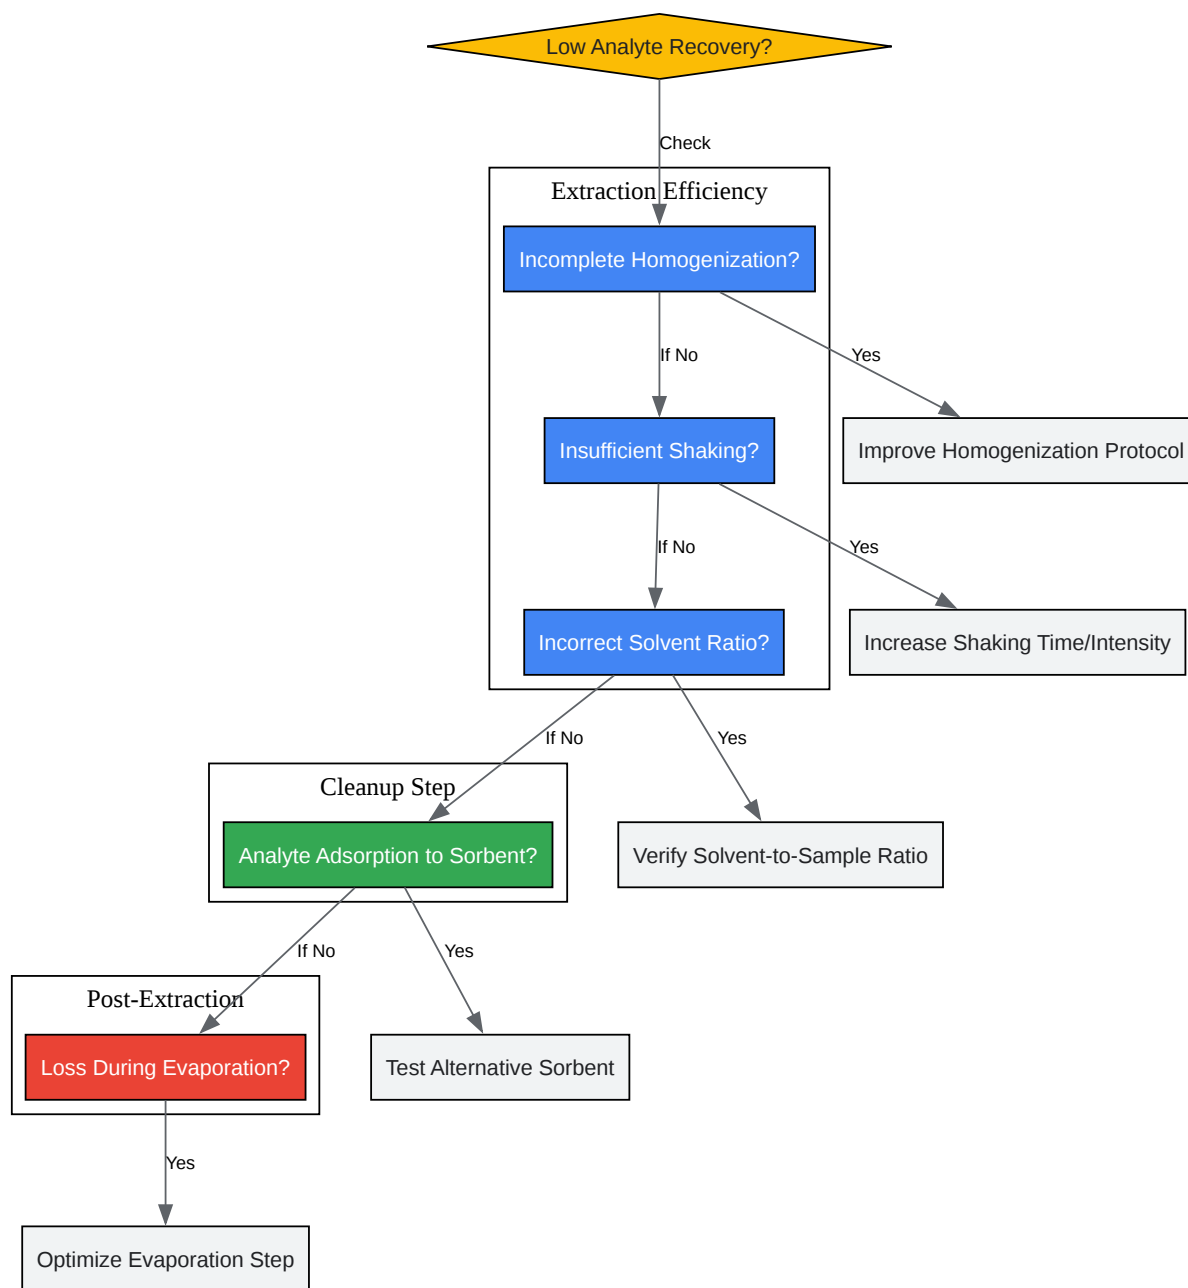 Low Analyte Recovery?
Check
Extraction Efficiency
Incomplete Homogenization?
If No
Yes
Insufficient Shaking?
Improve Homogenization Protocol
If No
Yes
Incorrect Solvent Ratio?
Increase Shaking Time/Intensity
If No
Yes
Cleanup Step
Analyte Adsorption to Sorbent?
Verify Solvent-to-Sample Ratio
If No
Yes
Post-Extraction
Loss During Evaporation?
Test Alternative Sorbent
Yes
Optimize Evaporation Step